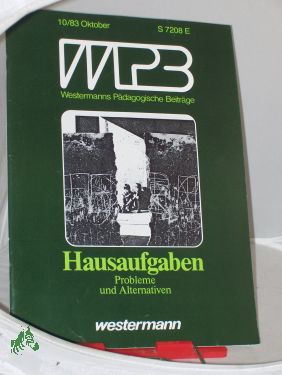 10/83 Oktober S 7208 E
WPB
Westermanns Pädagogische Beiträge
Hausaufgaben
Probleme
und Alternativen
westermann